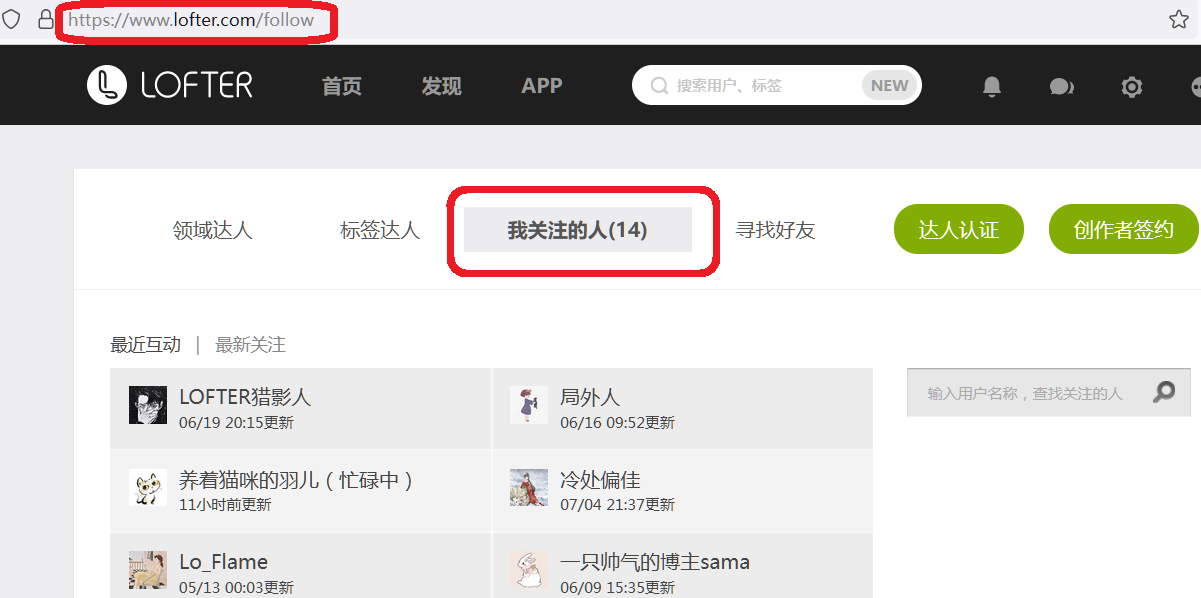 https://www.lofter.com/follow
LOFTER 首页 发现 APP 搜索用户、标签 NEW
领域达人 标签达人 我关注的人(14) 寻找好友 达人认证 创作者签约
最近互动 | 最新关注
LOFTER猎影人 局外人 输入用户名称，查找关注的人
06/19 20:15更新 06/16 09:52更新
养着猫咪的羽儿（忙碌中） 冷处偏佳
11小时前更新 07/04 21:37更新
Lo_Flame 一只帅气的博主sama
05/13 00:03更新 06/09 15:35更新